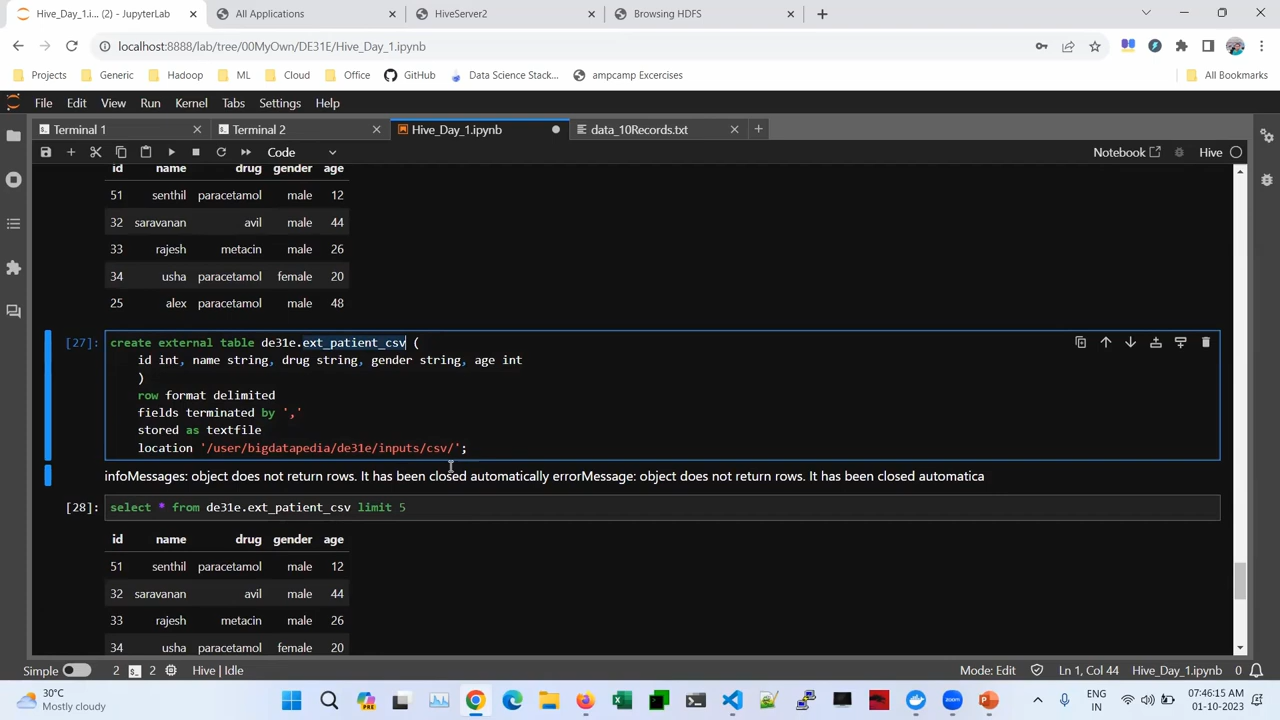 Hive_Day_1.i... (2) - JupyterLab
All Applications
HiveServer2
Browsing HDFS
localhost:8888/lab/tree/00MyOwn/DE31E/Hive_Day_1.ipynb
Projects
Generic
Hadoop
ML
Cloud
Office
GitHub
Data Science Stack...
ampcamp Excercises
All Bookmarks
File Edit View Run Kernel Tabs Settings Help
Terminal 1
Terminal 2
Hive_Day_1.ipynb
data_10Records.txt
Code
Notebook
Hive
id name drug gender age
51 senthil paracetamol male 12
32 saravanan avil male 44
33 rajesh metacin male 26
34 usha paracetamol female 20
25 alex paracetamol male 48
[27]: create external table de31e.ext_patient_csv (
id int, name string, drug string, gender string, age int
)
row format delimited
fields terminated by ','
stored as textfile
location '/user/bigdatapedia/de31e/inputs/csv/';
infoMessages: object does not return rows. It has been closed automatically errorMessage: object does not return rows. It has been closed automatica
[28]: select * from de31e.ext_patient_csv limit 5
id name drug gender age
51 senthil paracetamol male 12
32 saravanan avil male 44
33 rajesh metacin male 26
34 usha paracetamol female 20
Simple 2 2 Hive | Idle
Mode: Edit Ln 1, Col 44 Hive_Day_1.ipynb 0
30°C
Mostly cloudy
ENG
IN
07:46:15 AM
01-10-2023